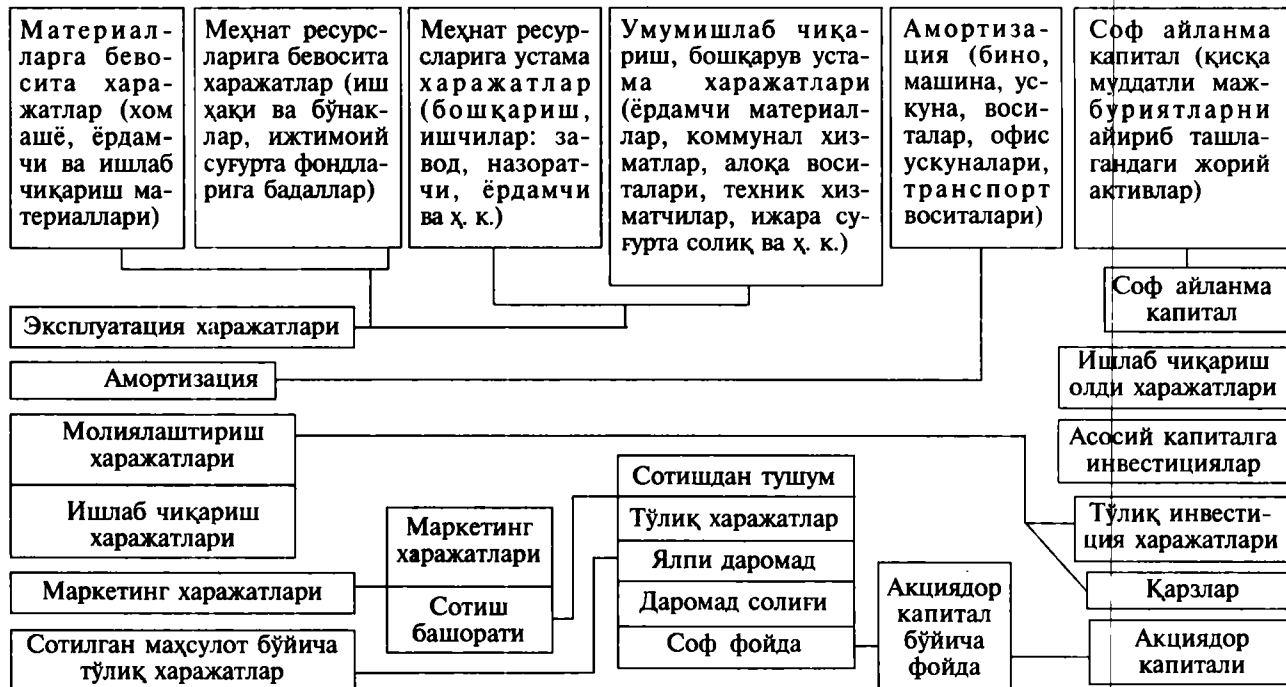 Материал-
ларга бево-
сита хара-
жатлар (хом
ашё, ёрдам-
чи ва ишлаб
чиқариш ма-
териаллари)
Меҳнат ресурс-
ларига бевосита
харажатлар (иш
ҳақи ва бўнак-
лар, ижтимоий
суғурта фондла-
рига бадаллар)
Меҳнат ресур-
сларига устама
харажатлар
(бошқариш,
ишчилар: за-
вод, назорат-
чи, ёрдамчи
ва ҳ. к.)
Умумишлаб чиқа-
риш, бошқарув уста-
ма харажатлари
(ёрдамчи материал-
лар, коммунал хиз-
матлар, алоқа воси-
талари, техник хиз-
матчилар, ижара су-
ғурта солиқ ва ҳ. к.)
Амортиза-
ция (бино,
машина, ус-
куна, воси-
талар, офис
ускуналари,
транспорт
воситалари)
Соф айланма
капитал (қисқа
муддатли маж-
буриятларни
айириб ташла-
гандаги жорий
активлар)
Соф айланма
капитал
Эксплуатация харажатлари
Ишлаб чиқариш
олди харажатлари
Амортизация
Молиялаштириш
харажатлари
Асосий капиталга
инвестициялар
Ишлаб чиқариш
харажатлари
Сотишдан тушум
Тўлиқ харажатлар
Ялпи даромад
Даромад солиғи
Соф фойда
Маркетинг
харажатлари
Сотиш
башорати
Тўлиқ инвести-
ция харажатлари
Маркетинг харажатлари
Акциядор
капитал
бўйича
фойда
Қарзлар
Сотилган маҳсулот бўйича
тўлиқ харажатлар
Акциядор
капитали